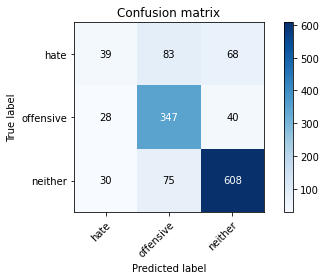 Confusion matrix
hate 39 83 68
offensive 28 347 40
neither 30 75 608
hate offensive neither
True label
Predicted label
600
500
400
300
200
100